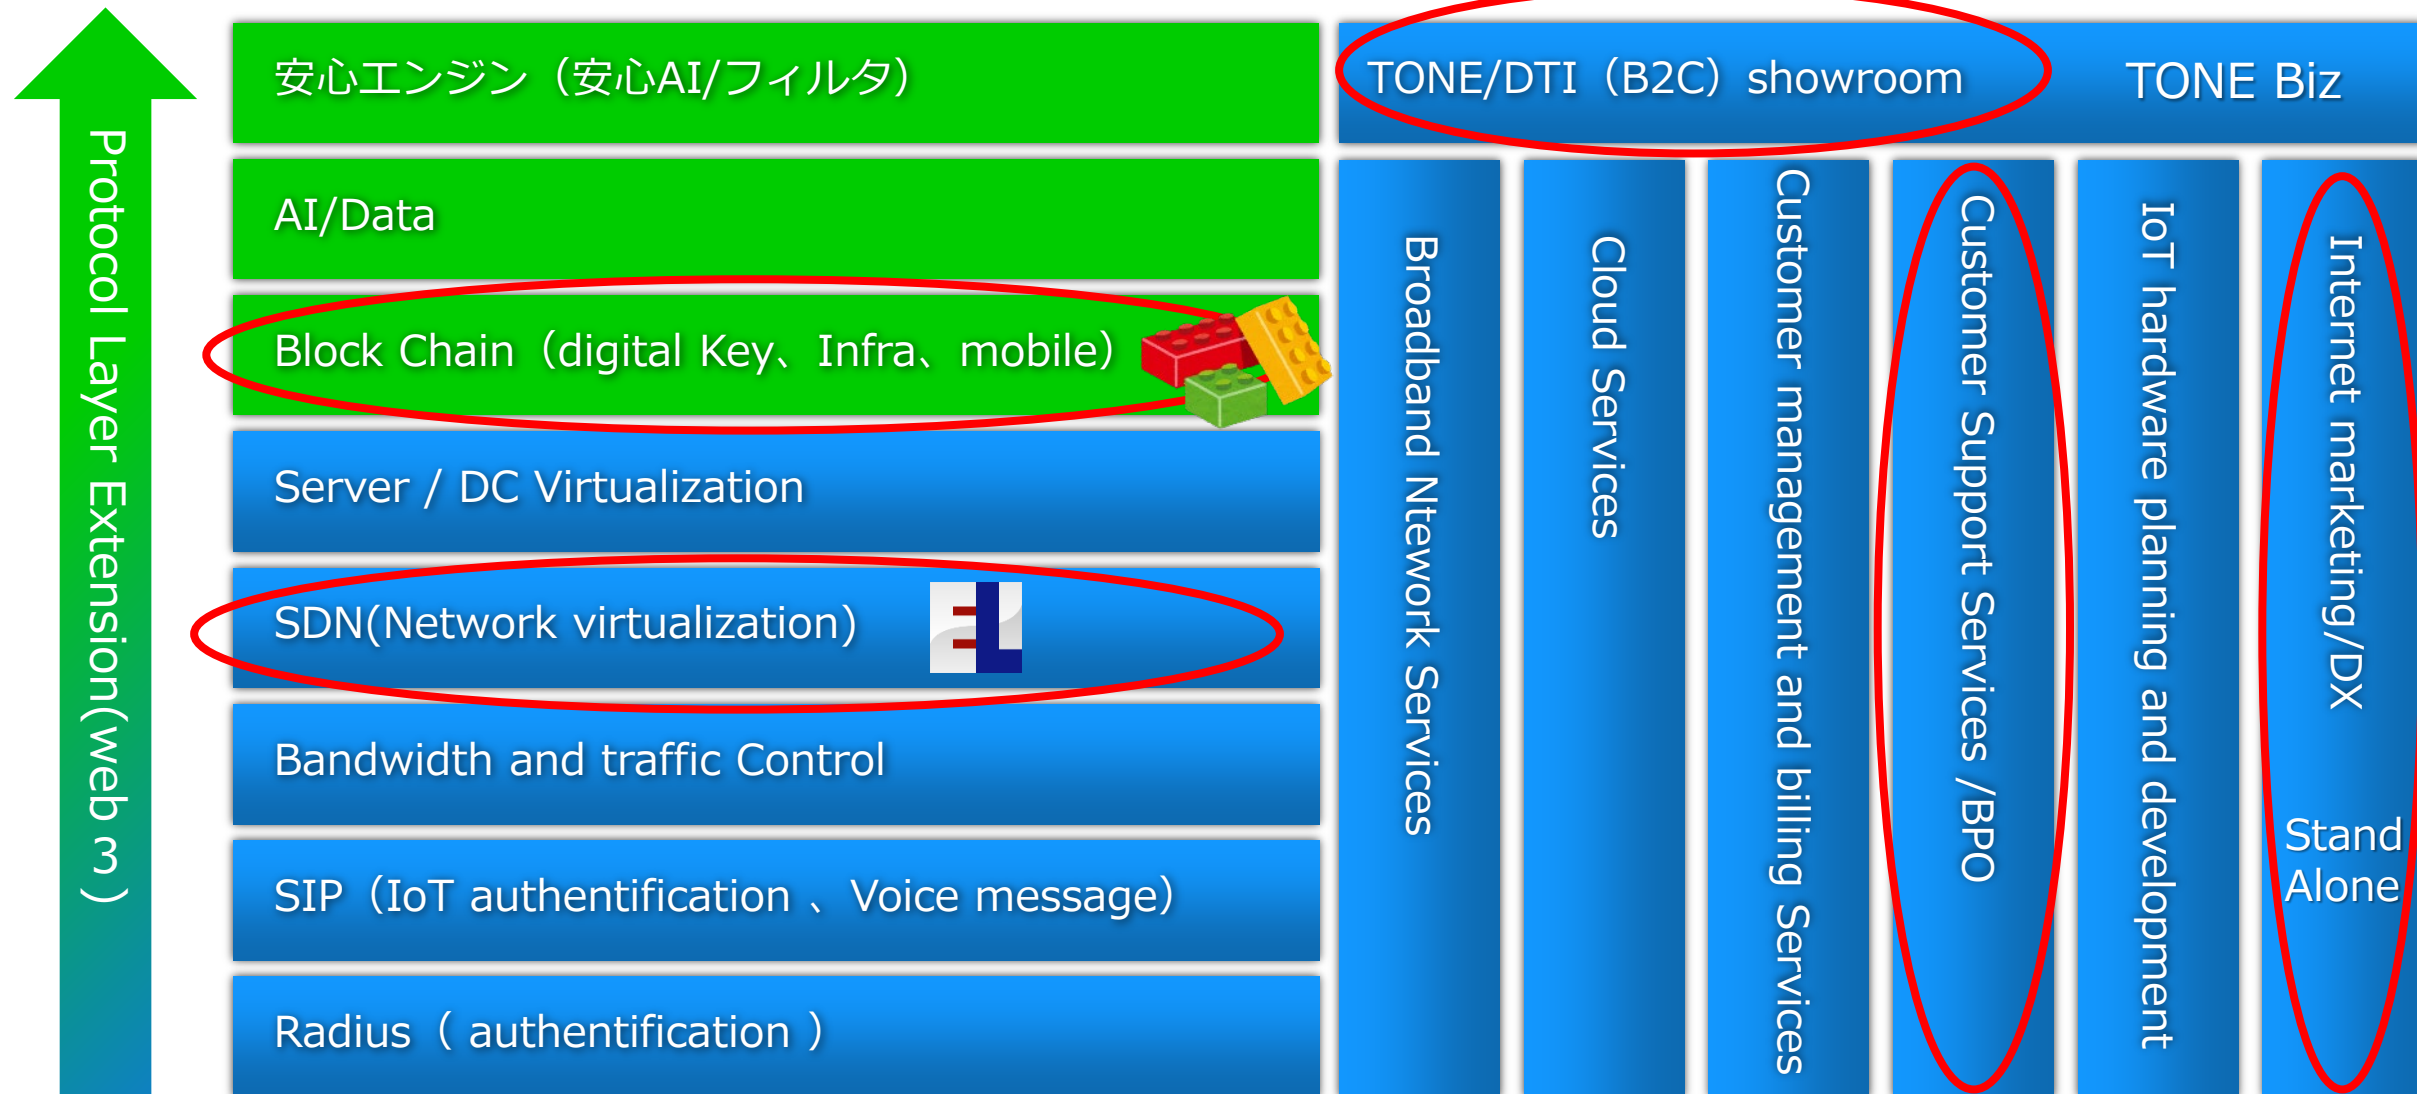 Protocol Layer Extension(web３)
安心エンジン（安心AI/フィルタ）
AI/Data
Block Chain（digital Key、Infra、mobile）
Server / DC Virtualization
SDN(Network virtualization)
Bandwidth and traffic Control
SIP（IoT authentification 、Voice message）
Radius（ authentification ）
TONE/DTI（B2C）showroom
TONE Biz
Broadband Ntework Services
Cloud Services
Customer management and billing Services
Customer Support Services /BPO
IoT hardware planning and development
Internet marketing/DX
Stand
Alone